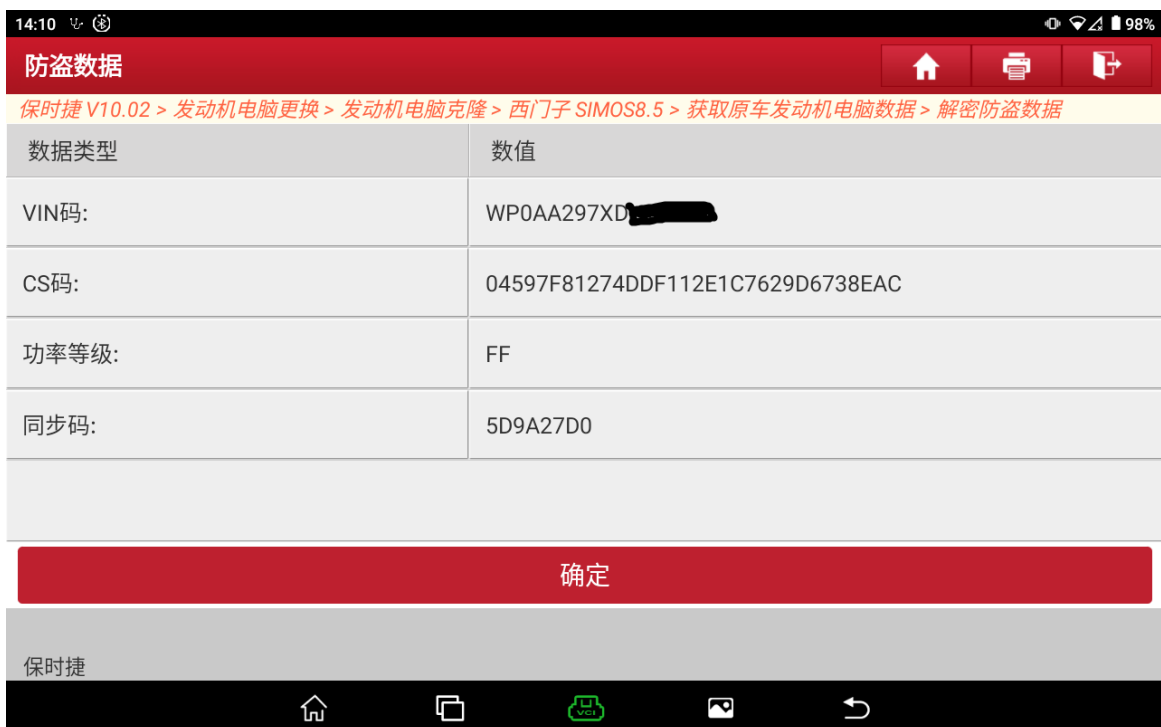 14:10 98%
防盗数据
保时捷 V10.02 > 发动机电脑更换 > 发动机电脑克隆 > 西门子 SIMOS8.5 > 获取原车发动机电脑数据 > 解密防盗数据
数据类型 数值
VIN码: WP0AA297XD
CS码: 04597F81274DDF112E1C7629D6738EAC
功率等级: FF
同步码: 5D9A27D0
确定
保时捷
VCI